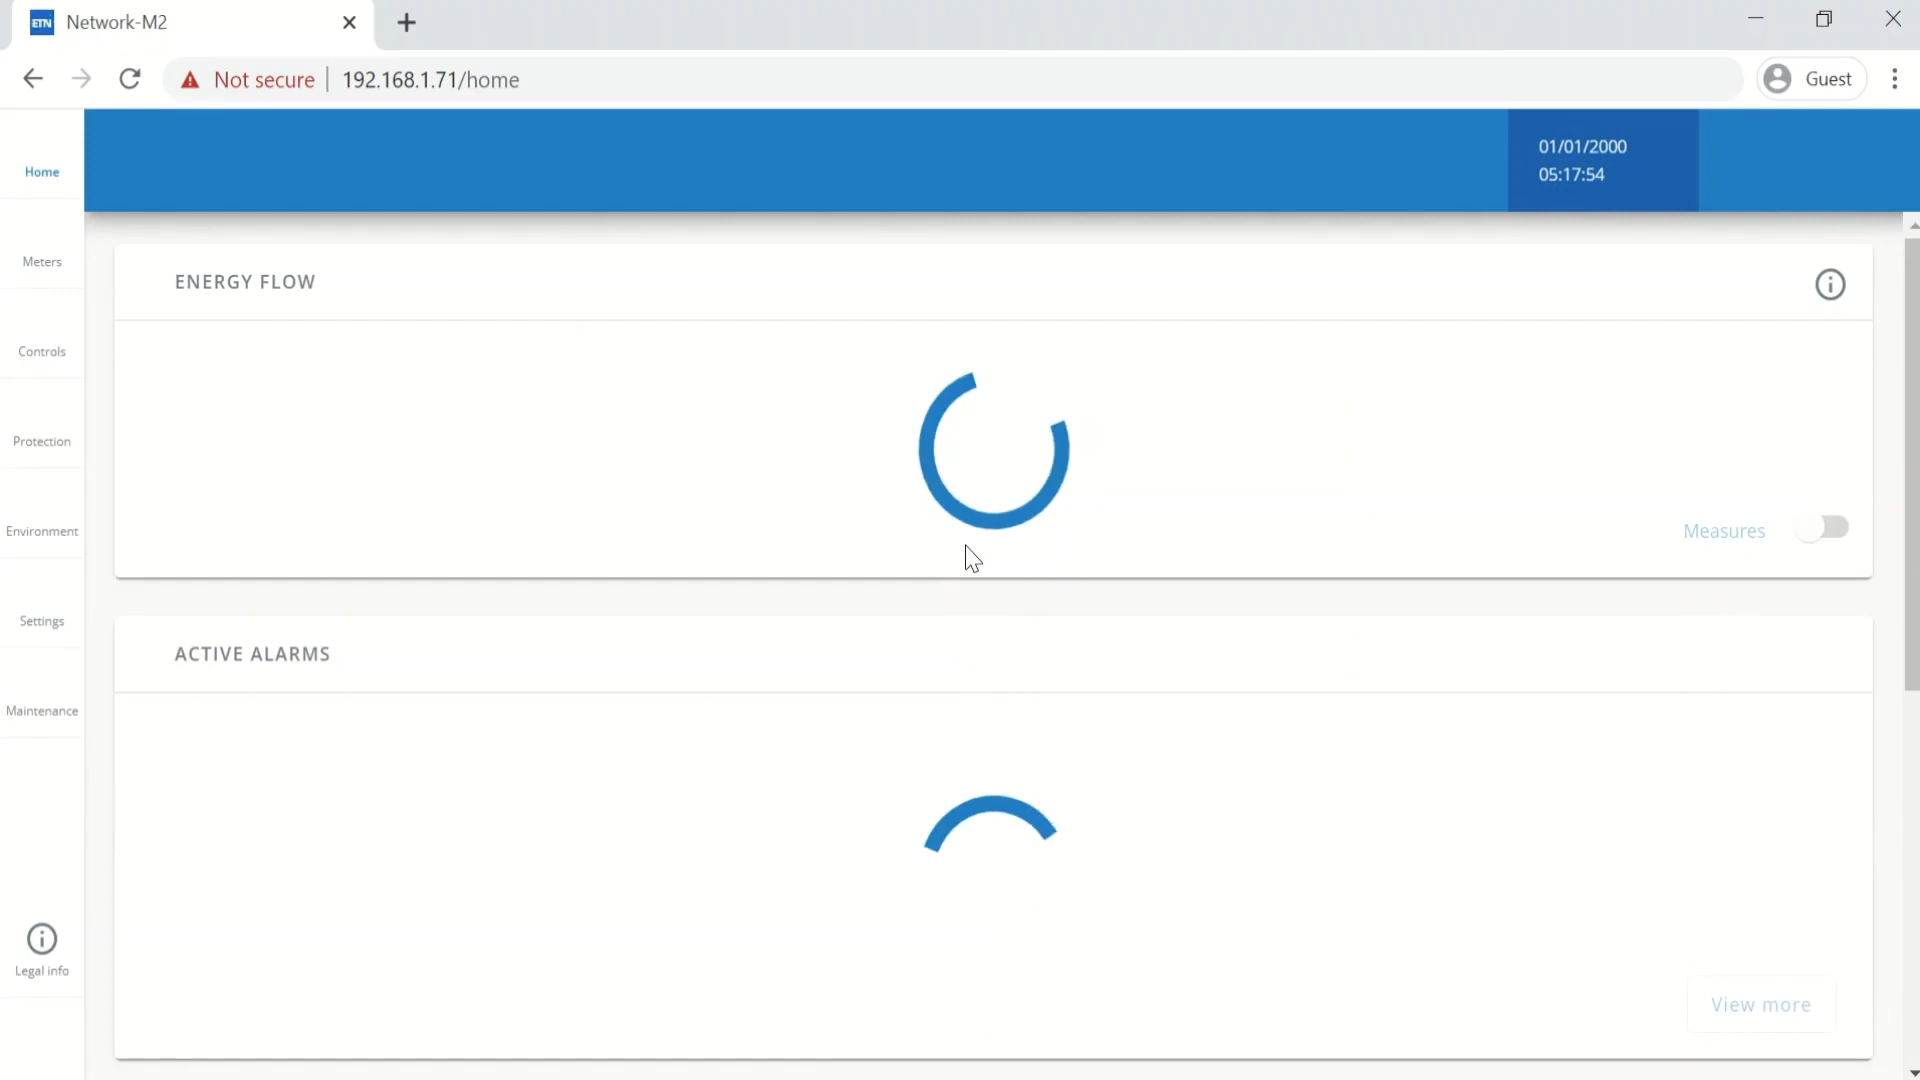 ETN Network-M2
Not secure 192.168.1.71/home
Guest
01/01/2000
05:17:54
Home
Meters
Controls
Protection
Environment
Settings
Maintenance
Legal info
ENERGY FLOW
Measures
ACTIVE ALARMS
View more